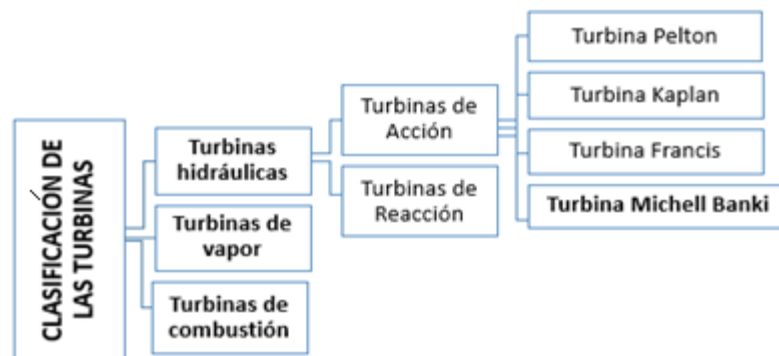 CLASIFICACIÓN DE
LAS TURBINAS
Turbinas
hidráulicas
Turbinas de
vapor
Turbinas de
combustión
Turbinas de
Acción
Turbinas de
Reacción
Turbina Pelton
Turbina Kaplan
Turbina Francis
Turbina Michell Banki